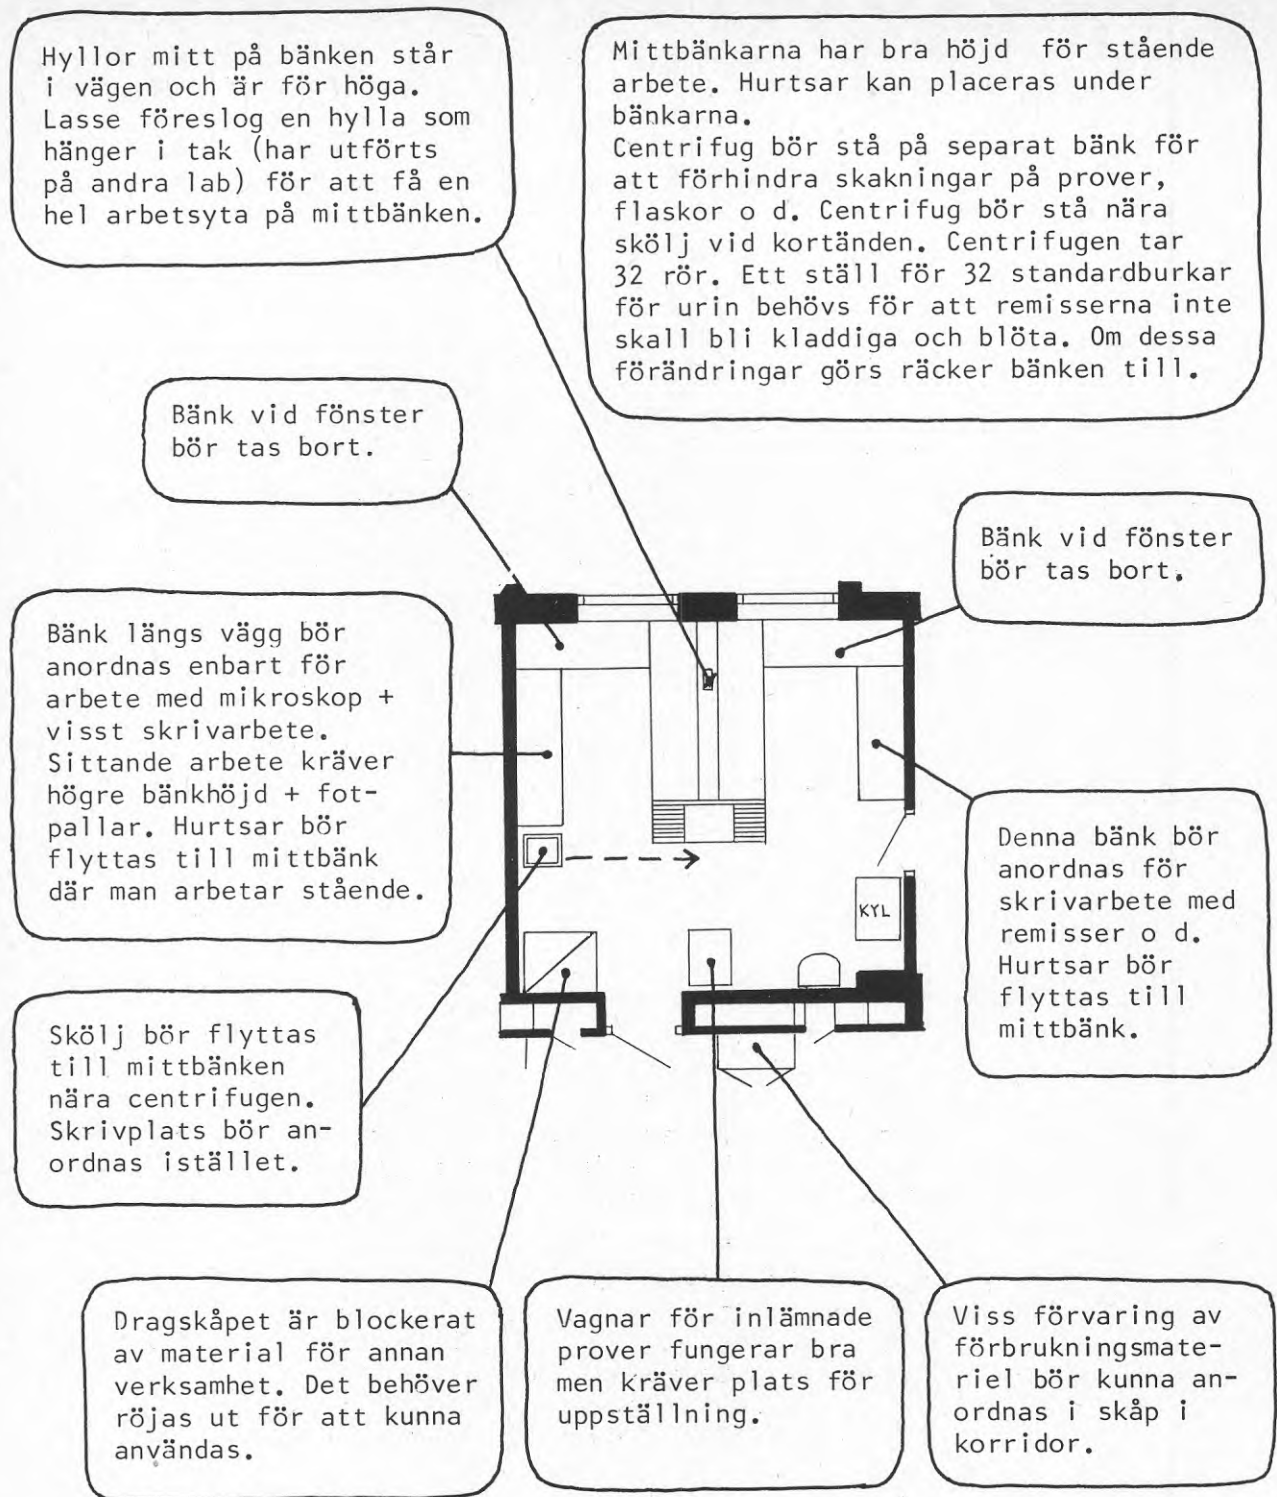 Hyllor mitt på bänken står
i vägen och är för höga.
Lasse föreslog en hylla som
hänger i tak (har utförts
på andra lab) för att få en
hel arbetsyta på mittbänken.
Mittbänkarna har bra höjd för stående
arbete. Hurtsar kan placeras under
bänkarna.
Centrifug bör stå på separat bänk för
att förhindra skakningar på prover,
flaskor o d. Centrifug bör stå nära
skölj vid kortänden. Centrifugen tar
32 rör. Ett ställ för 32 standardburkar
för urin behövs för att remisserna inte
skall bli kladdiga och blöta. Om dessa
förändringar görs räcker bänken till.
Bänk vid fönster
bör tas bort.
Bänk vid fönster
bör tas bort.
Bänk längs vägg bör
anordnas enbart för
arbete med mikroskop +
visst skrivarbete.
Sittande arbete kräver
högre bänkhöjd + fot-
pallar. Hurtsar bör
flyttas till mittbänk
där man arbetar stående.
Denna bänk bör
anordnas för
skrivarbete med
remisser o d.
Hurtsar bör
flyttas till
mittbänk.
KYL
Skölj bör flyttas
till mittbänken
nära centrifugen.
Skrivplats bör an-
ordnas istället.
Dragskåpet är blockerat
av material för annan
verksamhet. Det behöver
röjas ut för att kunna
användas.
Vagnar för inlämnade
prover fungerar bra
men kräver plats för
uppställning.
Viss förvaring av
förbrukningsmate-
riel bör kunna an-
ordnas i skåp i
korridor.